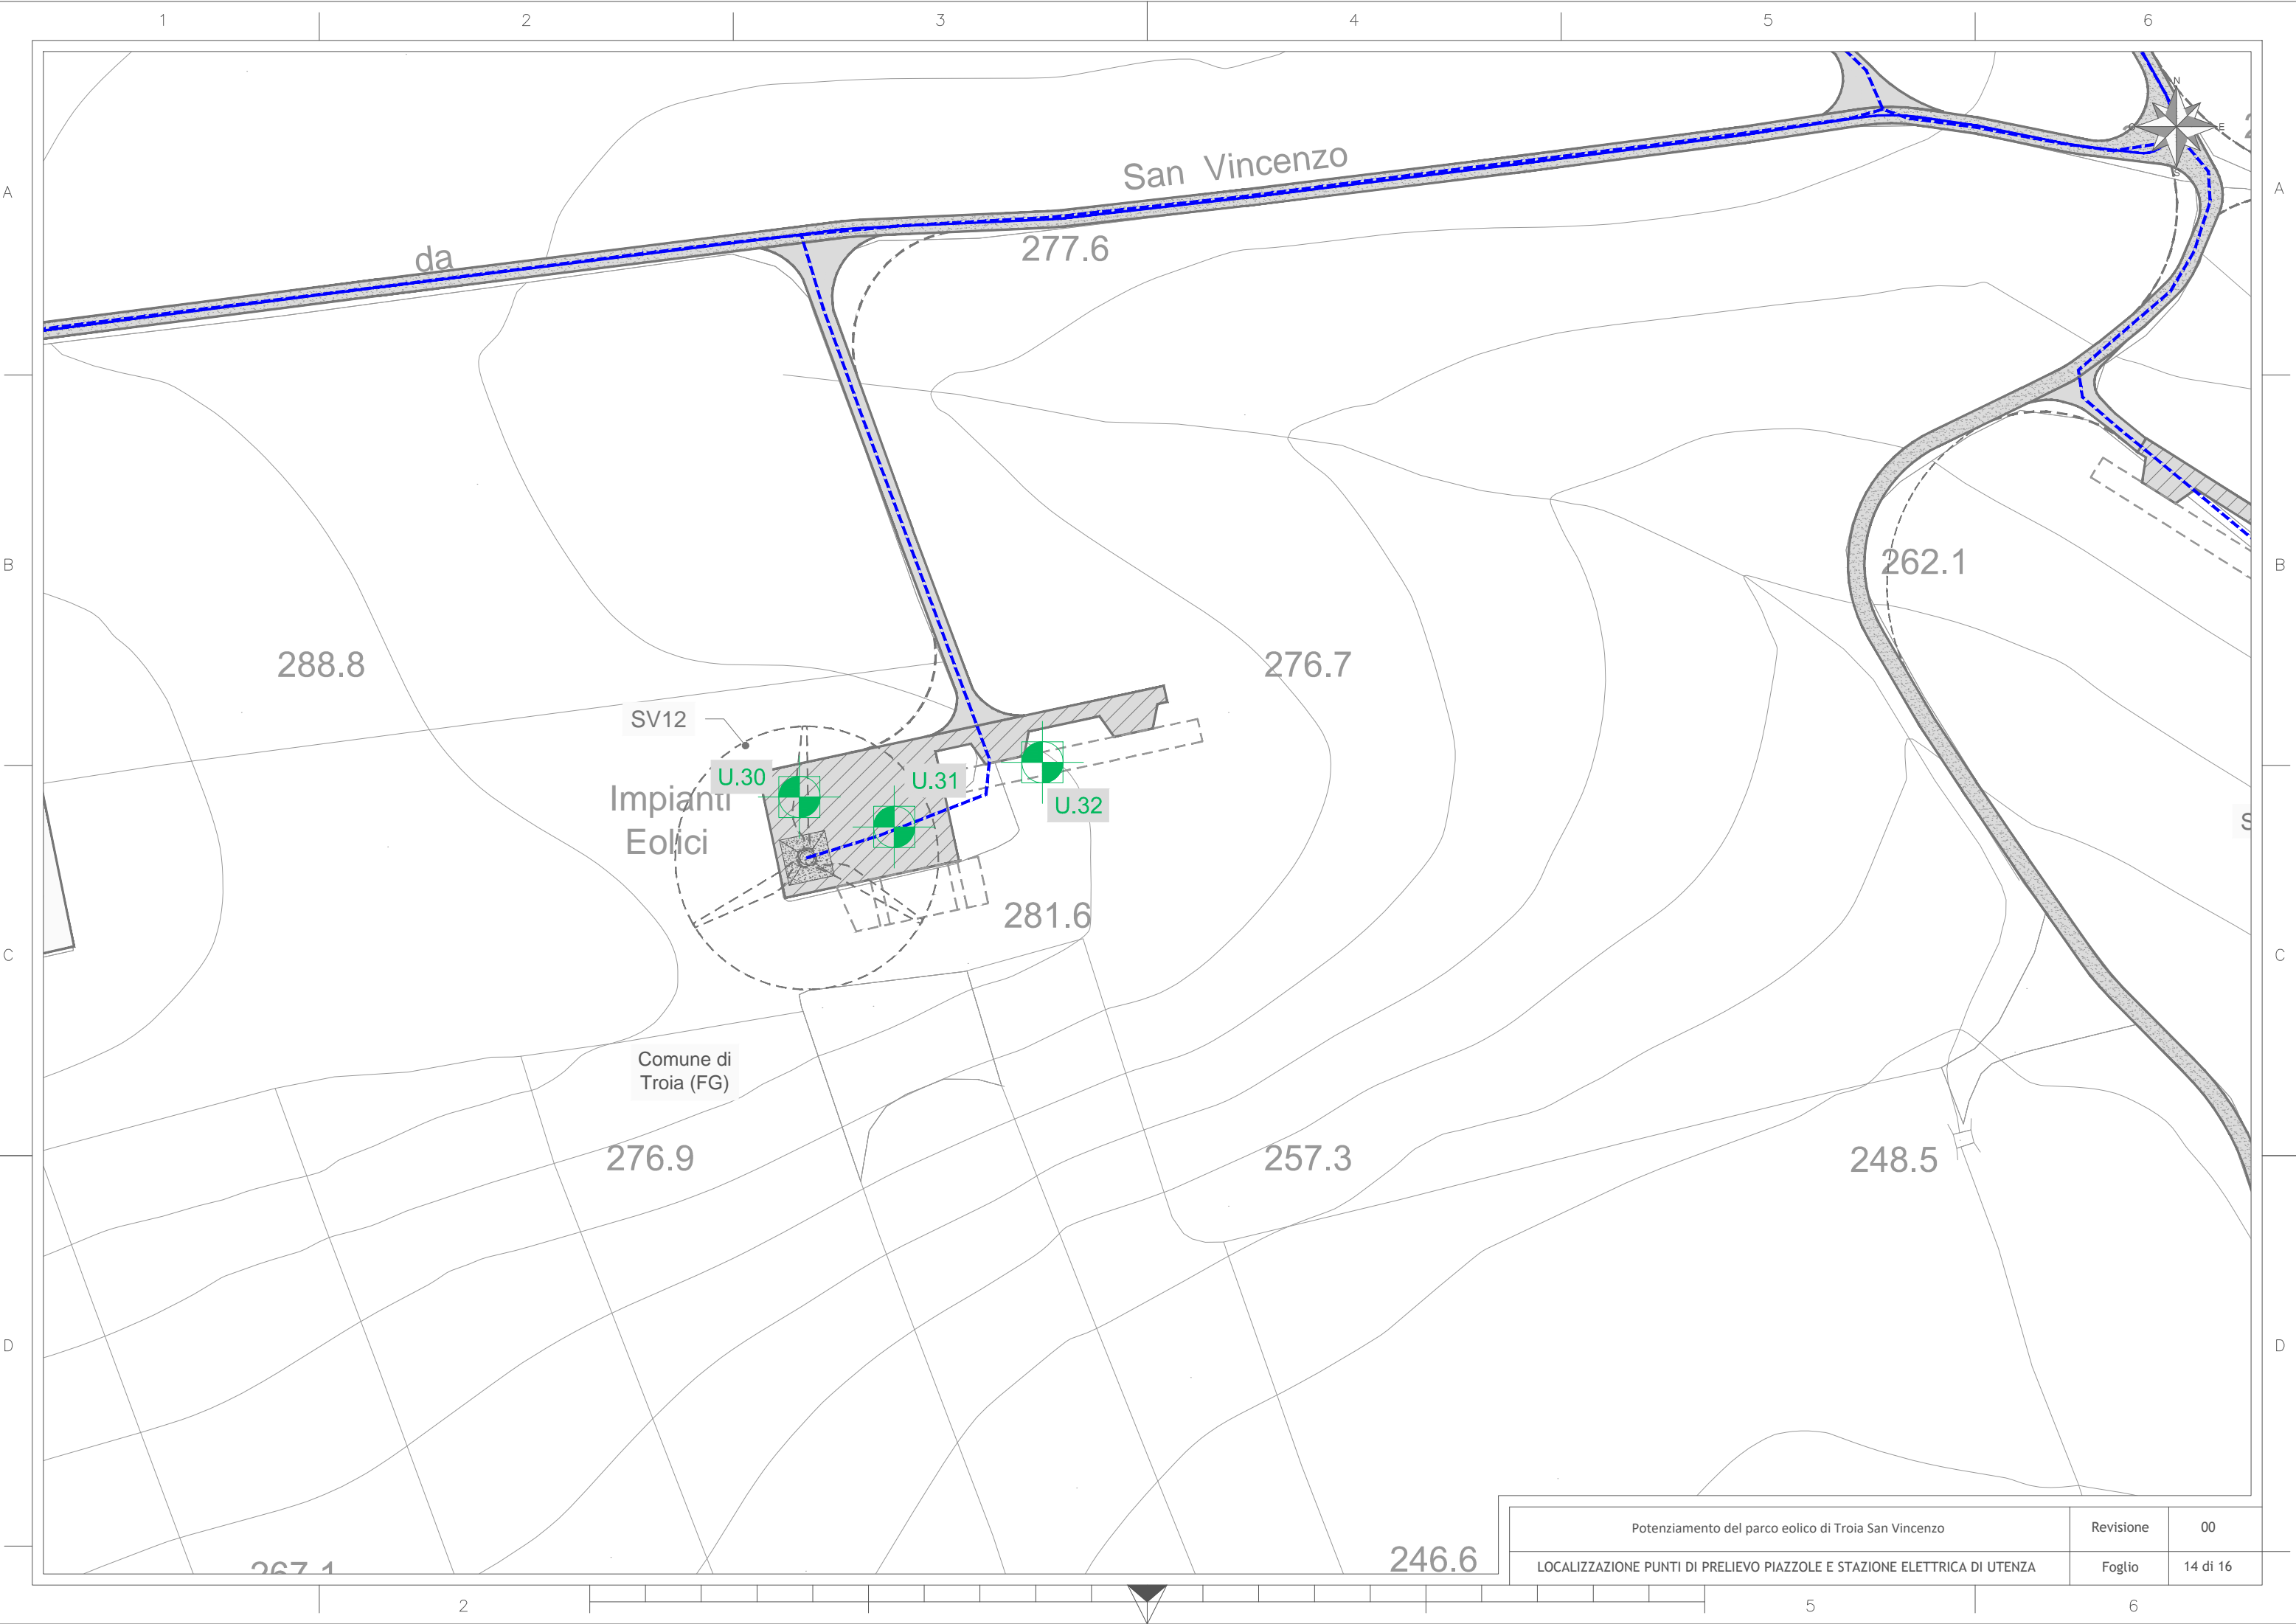 1 2 3 4 5 6
N
E
S
A A
San Vincenzo
da
277.6
B B
262.1
288.8
276.7
SV12
U.30
U.31
U.32
Impianti
Eolici
281.6
C C
Comune di
Troia (FG)
276.9
257.3
248.5
D D
246.6
267.1
Potenziamento del parco eolico di Troia San Vincenzo
Revisione
00
LOCALIZZAZIONE PUNTI DI PRELIEVO PIAZZOLE E STAZIONE ELETTRICA DI UTENZA
Foglio
14 di 16
2 5 6